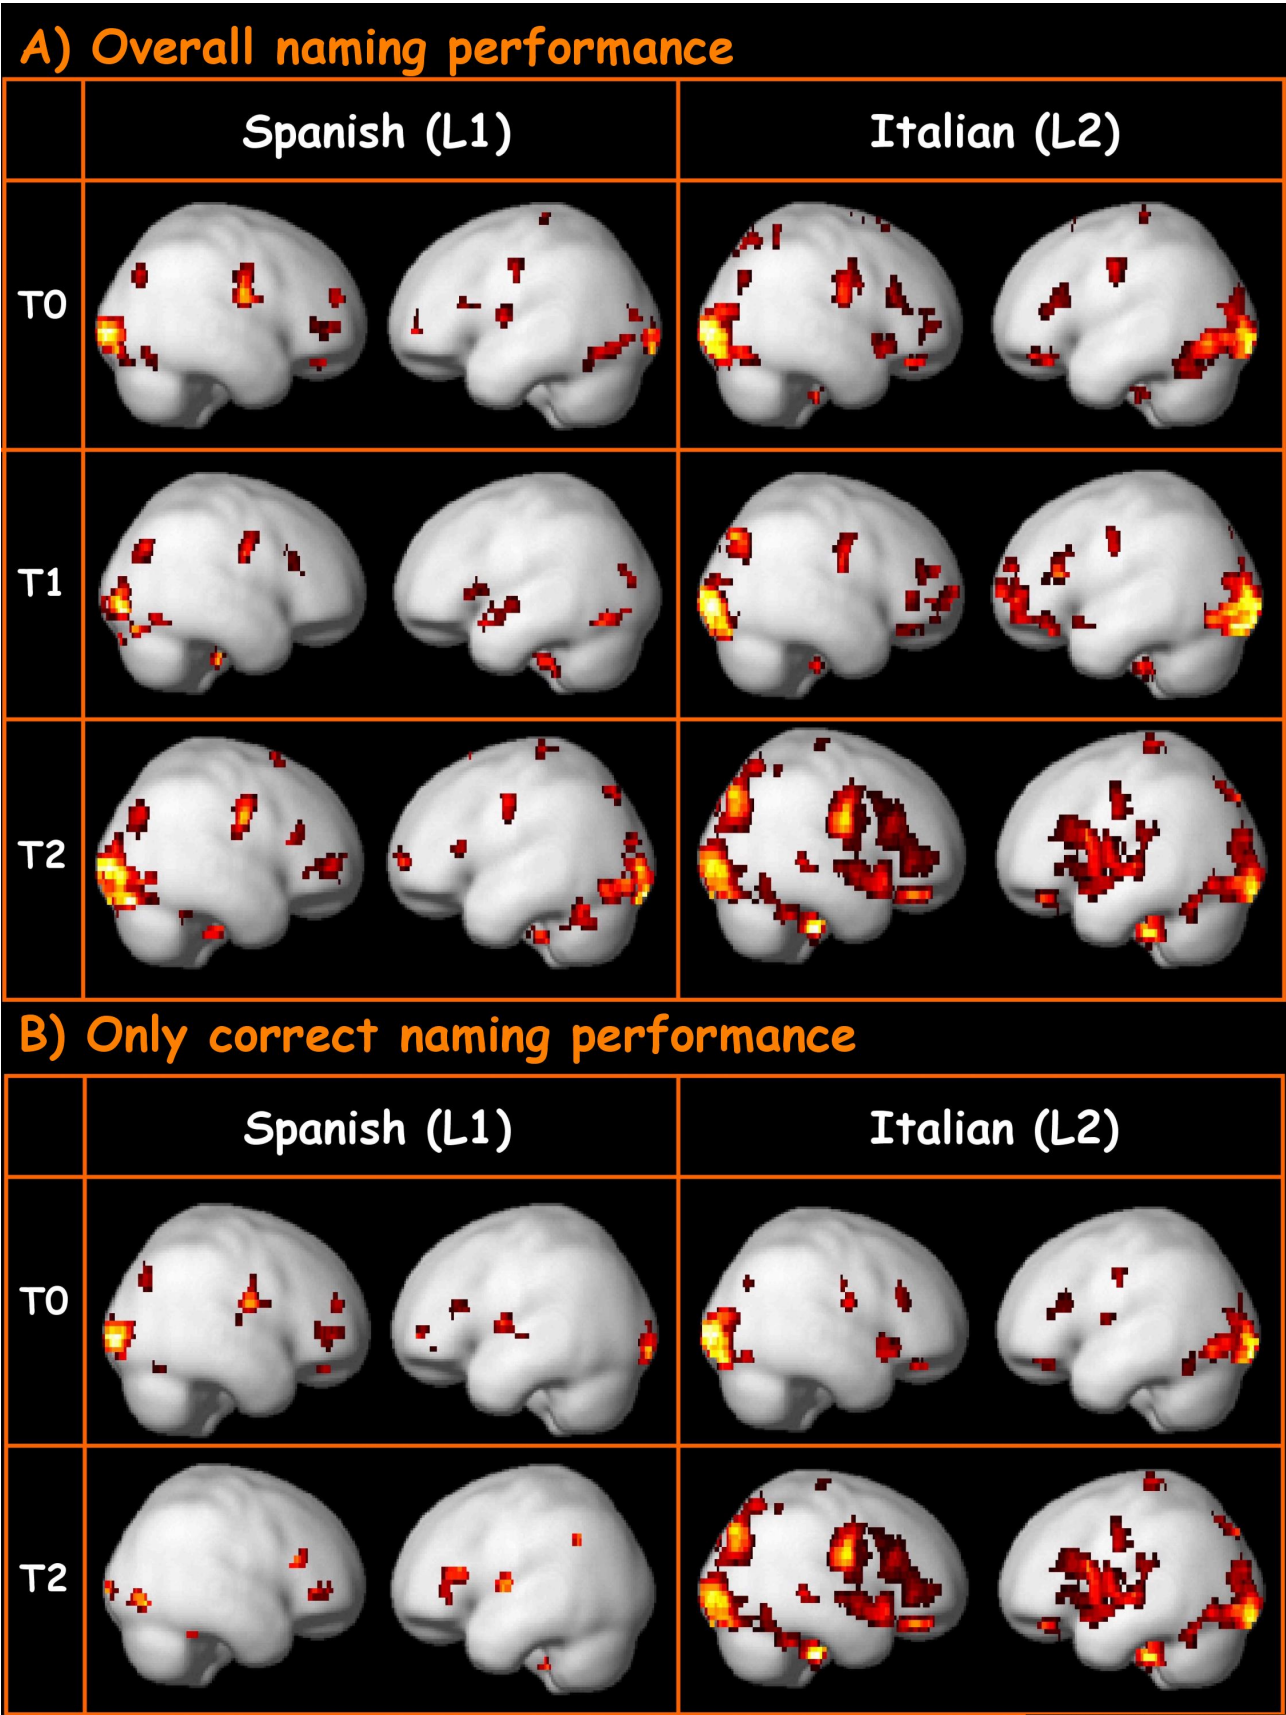 A) Overall naming performance
Spanish (L1) Italian (L2)
T0
T1
T2
B) Only correct naming performance
Spanish (L1) Italian (L2)
T0
T2